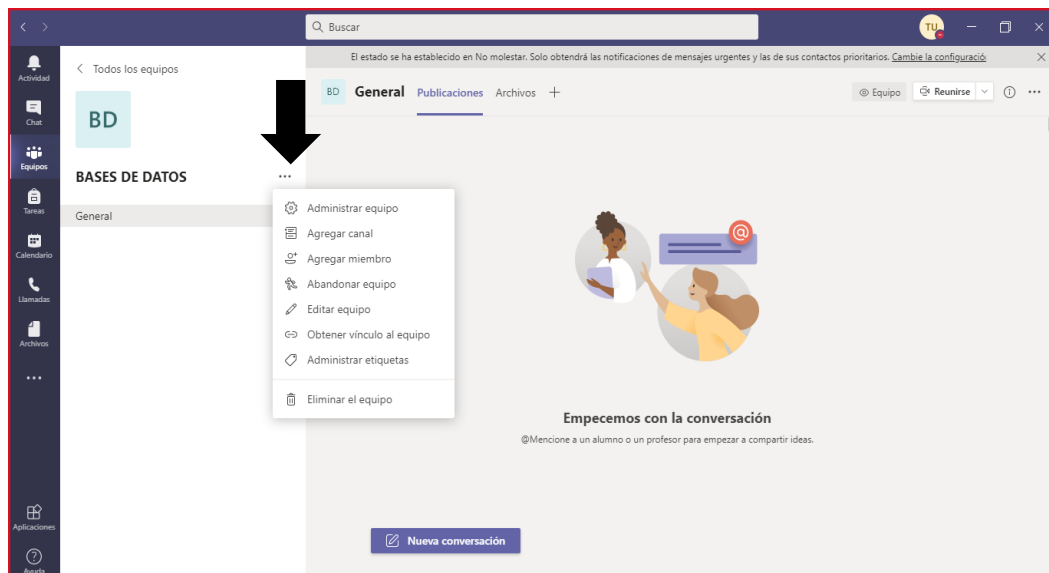 Buscar
TU
El estado se ha establecido en No molestar. Solo obtendrá las notificaciones de mensajes urgentes y las de sus contactos prioritarios. Cambie la configuració
Actividad
Chat
Equipos
Tareas
Calendario
Llamadas
Archivos
Aplicaciones
Ayuda
Todos los equipos
BD
BASES DE DATOS
General
Administrar equipo
Agregar canal
Agregar miembro
Abandonar equipo
Editar equipo
Obtener vínculo al equipo
Administrar etiquetas
Eliminar el equipo
BD General Publicaciones Archivos
Equipo Reunirse
@
Empecemos con la conversación
@Mencione a un alumno o un profesor para empezar a compartir ideas.
Nueva conversación